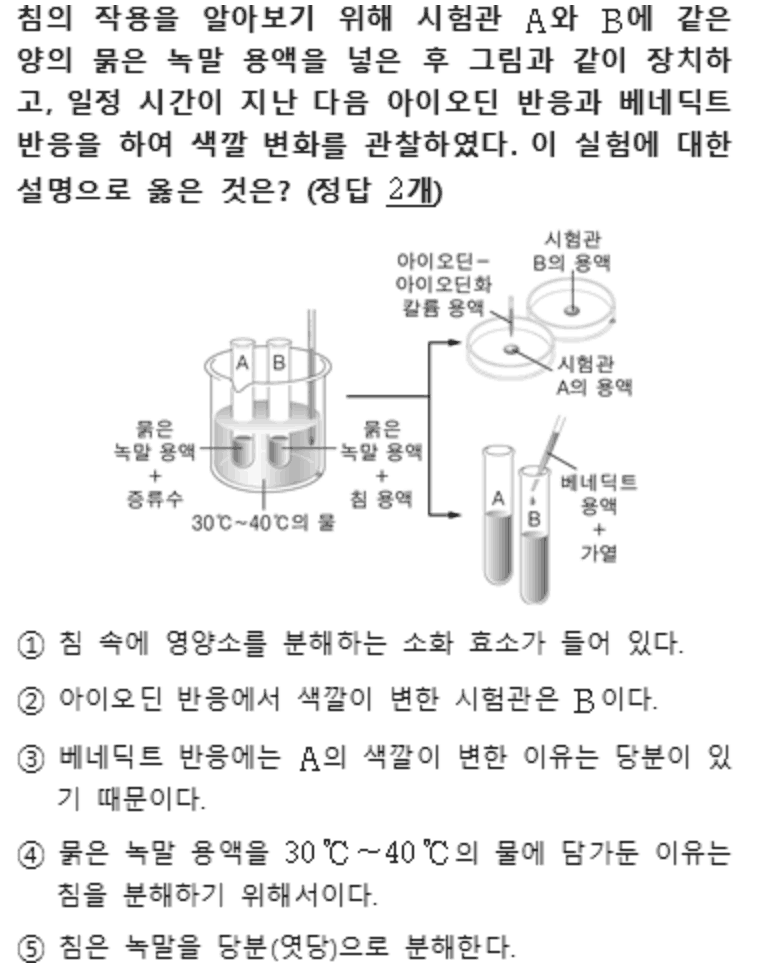 침의 작용을 알아보기 위해 시험관 A와 B에 같은
양의 묽은 녹말 용액을 넣은 후 그림과 같이 장치하
고, 일정 시간이 지난 다음 아이오딘 반응과 베네딕트
반응을 하여 색깔 변화를 관찰하였다. 이 실험에 대한
설명으로 옳은 것은? (정답 2개)
시험관
B의 용액
아이오딘-
아이오딘화
칼륨 용액
시험관
A의 용액
A B
묽은
녹말 용액
+
증류수
묽은
녹말 용액
+
침 용액
30℃~40℃의 물
A
B
베네딕트
용액
+
가열
① 침 속에 영양소를 분해하는 소화 효소가 들어 있다.
② 아이오딘 반응에서 색깔이 변한 시험관은 B이다.
③ 베네딕트 반응에는 A의 색깔이 변한 이유는 당분이 있
기 때문이다.
④ 묽은 녹말 용액을 30℃~40℃의 물에 담가둔 이유는
침을 분해하기 위해서이다.
⑤ 침은 녹말을 당분(엿당)으로 분해한다.